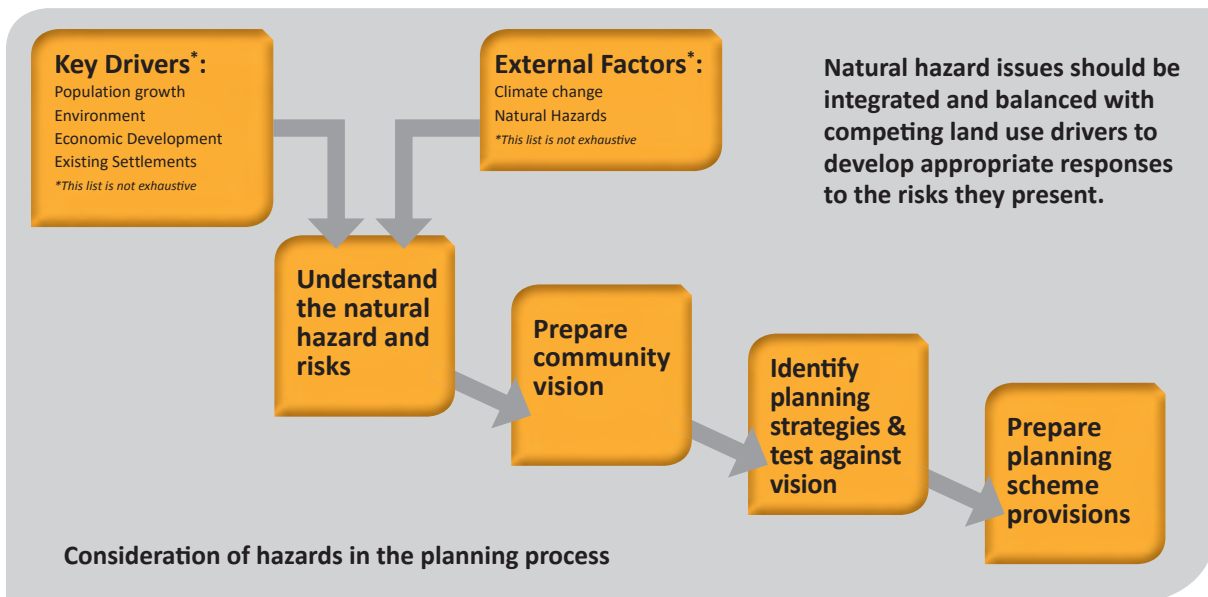 Key Drivers*:
Population growth
Environment
Economic Development
Existing Settlements
*This list is not exhaustive
External Factors*:
Climate change
Natural Hazards
*This list is not exhaustive
Natural hazard issues should be
integrated and balanced with
competing land use drivers to
develop appropriate responses
to the risks they present.
Understand
the natural
hazard and
risks
Prepare
community
vision
Identify
planning
strategies &
test against
vision
Prepare
planning
scheme
provisions
Consideration of hazards in the planning process